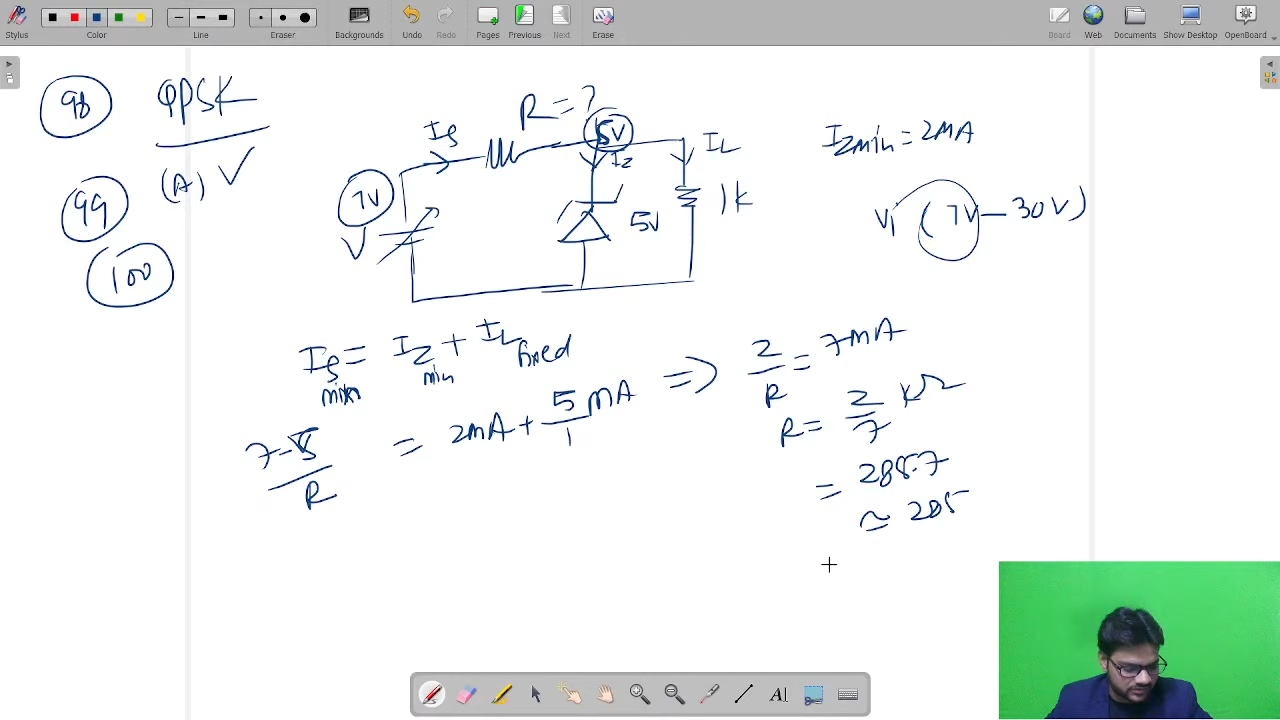 Stylus
Color
Line
Eraser
Backgrounds
Undo
Redo
Pages
Previous
Next
Erase
Board
Web
Documents
Show Desktop
OpenBoard
98
QPSK
(A) ✓
99
100
R = ?
IS
5V
IZ
IL
7V
V
5V
1K
IZmin = 2MA
Vi (7V — 30V)
IS min = IZ min + IL fixed
7-5/R = 2mA + 5/1 MA
=> 2/R = 7MA
R = 2/7 KΩ
= 285.7
≃ 285
AI